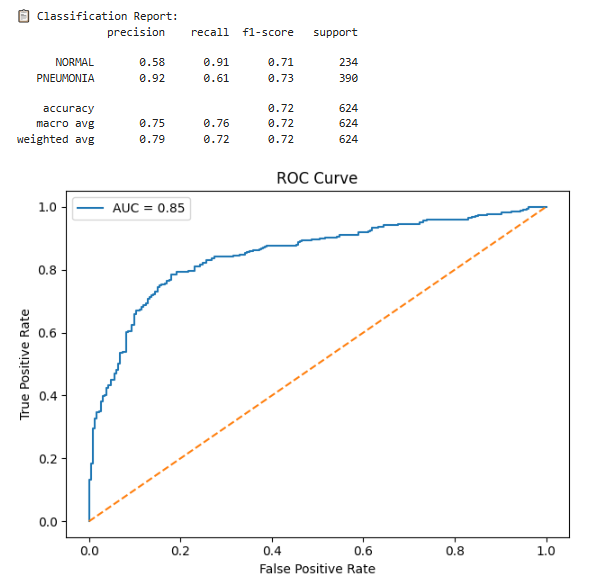 📋 Classification Report:
precision recall f1-score support
NORMAL 0.58 0.91 0.71 234
PNEUMONIA 0.92 0.61 0.73 390
accuracy 0.72 624
macro avg 0.75 0.76 0.72 624
weighted avg 0.79 0.72 0.72 624
ROC Curve
AUC = 0.85
1.0
0.8
0.6
0.4
0.2
0.0
True Positive Rate
0.0 0.2 0.4 0.6 0.8 1.0
False Positive Rate